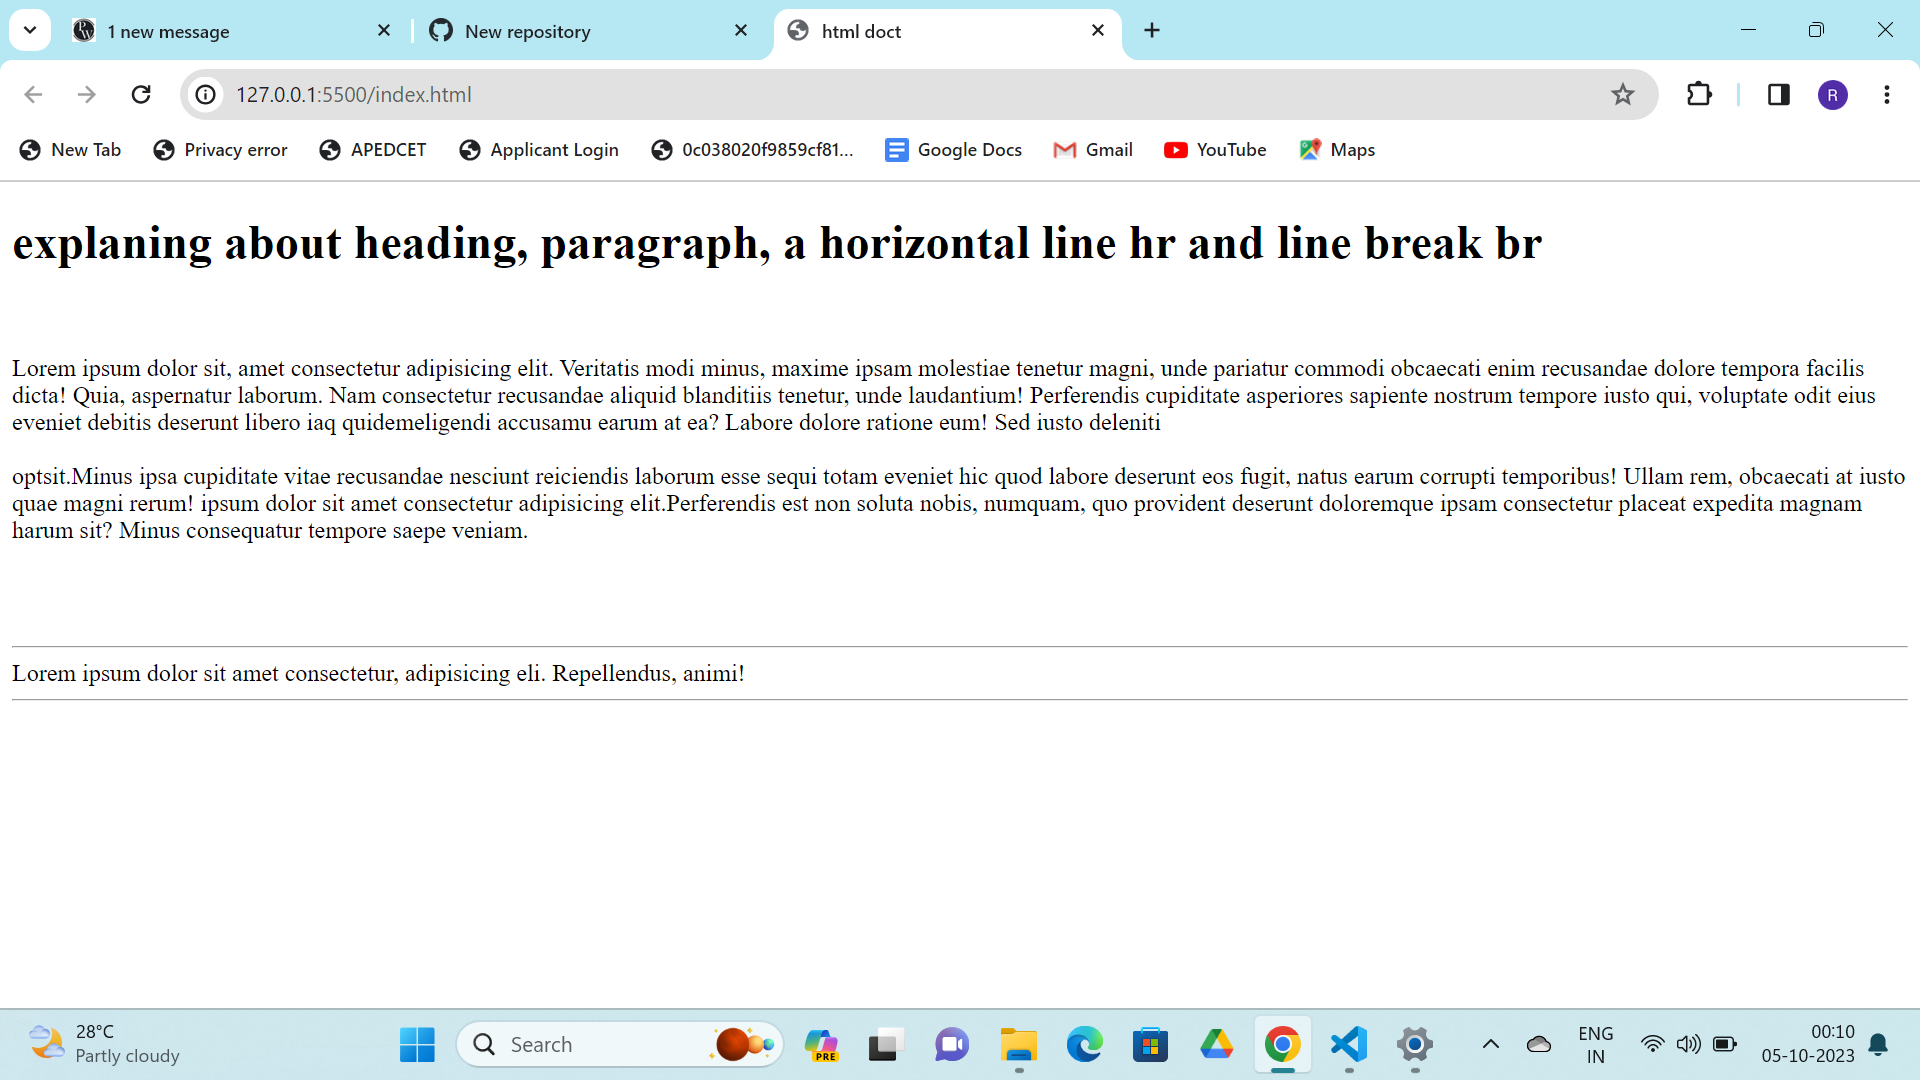 1 new message
New repository
html doct
127.0.0.1:5500/index.html
R
New Tab
Privacy error
APEDCET
Applicant Login
0c038020f9859cf81...
Google Docs
Gmail
YouTube
Maps
explaning about heading, paragraph, a horizontal line hr and line break br
Lorem ipsum dolor sit, amet consectetur adipisicing elit. Veritatis modi minus, maxime ipsam molestiae tenetur magni, unde pariatur commodi obcaecati enim recusandae dolore tempora facilis
dicta! Quia, aspernatur laborum. Nam consectetur recusandae aliquid blanditiis tenetur, unde laudantium! Perferendis cupiditate asperiores sapiente nostrum tempore iusto qui, voluptate odit eius
eveniet debitis deserunt libero iaq quidemeligendi accusamu earum at ea? Labore dolore ratione eum! Sed iusto deleniti
optsit.Minus ipsa cupiditate vitae recusandae nesciunt reiciendis laborum esse sequi totam eveniet hic quod labore deserunt eos fugit, natus earum corrupti temporibus! Ullam rem, obcaecati at iusto
quae magni rerum! ipsum dolor sit amet consectetur adipisicing elit.Perferendis est non soluta nobis, numquam, quo provident deserunt doloremque ipsam consectetur placeat expedita magnam
harum sit? Minus consequatur tempore saepe veniam.
Lorem ipsum dolor sit amet consectetur, adipisicing eli. Repellendus, animi!
28°C
Partly cloudy
Search
PRE
ENG
IN
00:10
05-10-2023